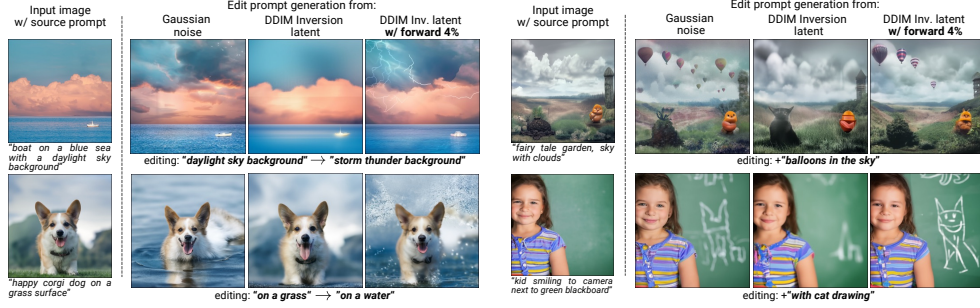 Input image
w/ source prompt
Edit prompt generation from:
Gaussian
noise
DDIM Inversion
latent
DDIM Inv. latent
w/ forward 4%
"boat on a blue sea
with a daylight sky
background"
editing: "daylight sky background" → "storm thunder background"
"happy corgi dog on a
grass surface"
editing: "on a grass" → "on a water"
Input image
w/ source prompt
Edit prompt generation from:
Gaussian
noise
DDIM Inversion
latent
DDIM Inv. latent
w/ forward 4%
"fairy tale garden, sky
with clouds"
editing: +"balloons in the sky"
"kid smiling to camera
next to green blackboard"
editing: +"with cat drawing"